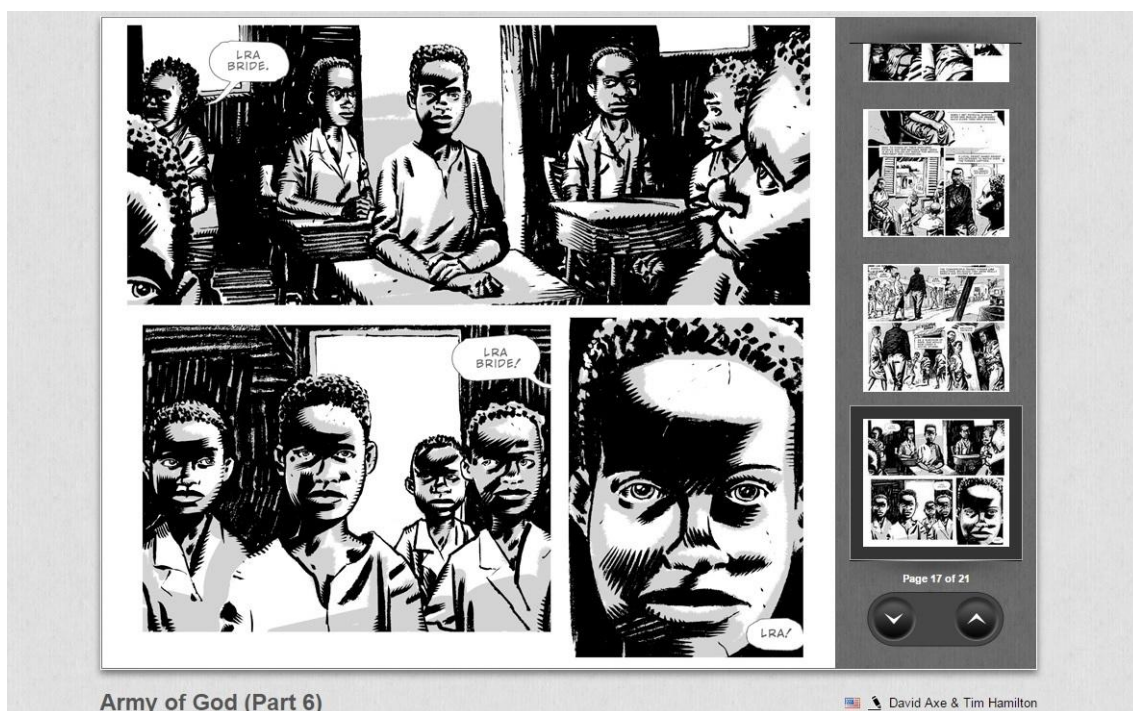 LRA
BRIDE.
LRA
BRIDE!
LRA!
Page 17 of 21
Army of God (Part 6)
David Axe & Tim Hamilton